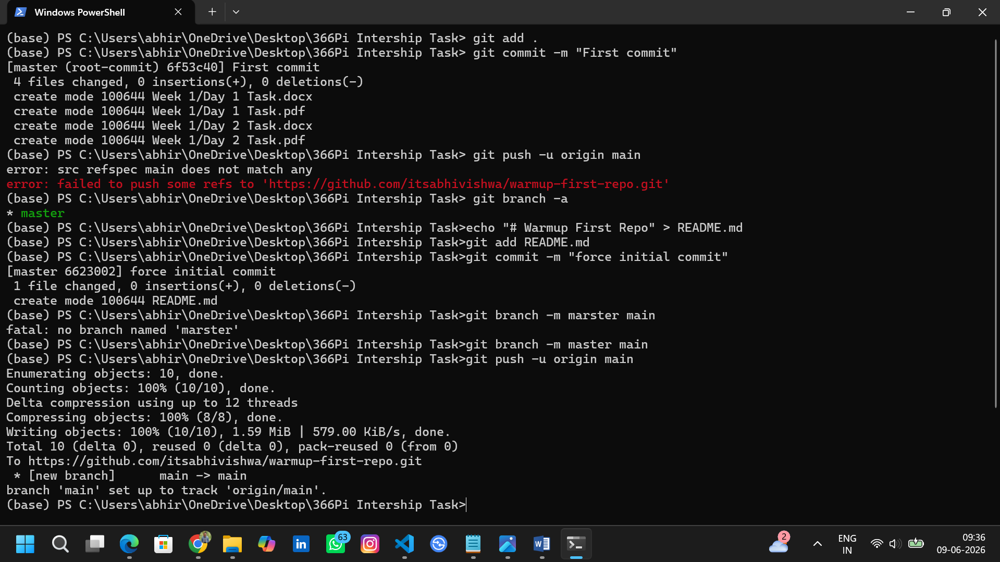 Windows PowerShell
(base) PS C:\Users\abhir\OneDrive\Desktop\366Pi Intership Task> git add .
(base) PS C:\Users\abhir\OneDrive\Desktop\366Pi Intership Task> git commit -m "First commit"
[master (root-commit) 6f53c40] First commit
 4 files changed, 0 insertions(+), 0 deletions(-)
 create mode 100644 Week 1/Day 1 Task.docx
 create mode 100644 Week 1/Day 1 Task.pdf
 create mode 100644 Week 1/Day 2 Task.docx
 create mode 100644 Week 1/Day 2 Task.pdf
(base) PS C:\Users\abhir\OneDrive\Desktop\366Pi Intership Task> git push -u origin main
error: src refspec main does not match any
error: failed to push some refs to 'https://github.com/itsabhivishwa/warmup-first-repo.git'
(base) PS C:\Users\abhir\OneDrive\Desktop\366Pi Intership Task> git branch -a
* master
(base) PS C:\Users\abhir\OneDrive\Desktop\366Pi Intership Task>echo "# Warmup First Repo" > README.md
(base) PS C:\Users\abhir\OneDrive\Desktop\366Pi Intership Task>git add README.md
(base) PS C:\Users\abhir\OneDrive\Desktop\366Pi Intership Task>git commit -m "force initial commit"
[master 6623002] force initial commit
 1 file changed, 0 insertions(+), 0 deletions(-)
 create mode 100644 README.md
(base) PS C:\Users\abhir\OneDrive\Desktop\366Pi Intership Task>git branch -m marster main
fatal: no branch named 'marster'
(base) PS C:\Users\abhir\OneDrive\Desktop\366Pi Intership Task>git branch -m master main
(base) PS C:\Users\abhir\OneDrive\Desktop\366Pi Intership Task>git push -u origin main
Enumerating objects: 10, done.
Counting objects: 100% (10/10), done.
Delta compression using up to 12 threads
Compressing objects: 100% (8/8), done.
Writing objects: 100% (10/10), 1.59 MiB | 579.00 KiB/s, done.
Total 10 (delta 0), reused 0 (delta 0), pack-reused 0 (from 0)
To https://github.com/itsabhivishwa/warmup-first-repo.git
 * [new branch]      main -> main
branch 'main' set up to track 'origin/main'.
(base) PS C:\Users\abhir\OneDrive\Desktop\366Pi Intership Task>
in
63
W
2
ENG
IN
09:36
09-06-2026